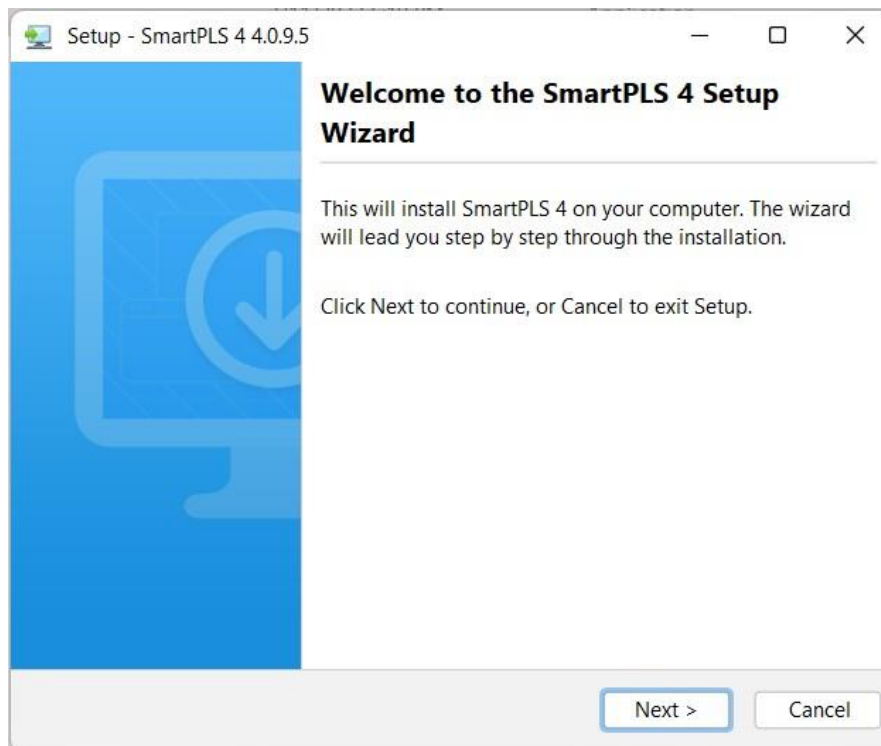 Setup - SmartPLS 4 4.0.9.5
Welcome to the SmartPLS 4 Setup
Wizard
This will install SmartPLS 4 on your computer. The wizard
will lead you step by step through the installation.
Click Next to continue, or Cancel to exit Setup.
Next >
Cancel